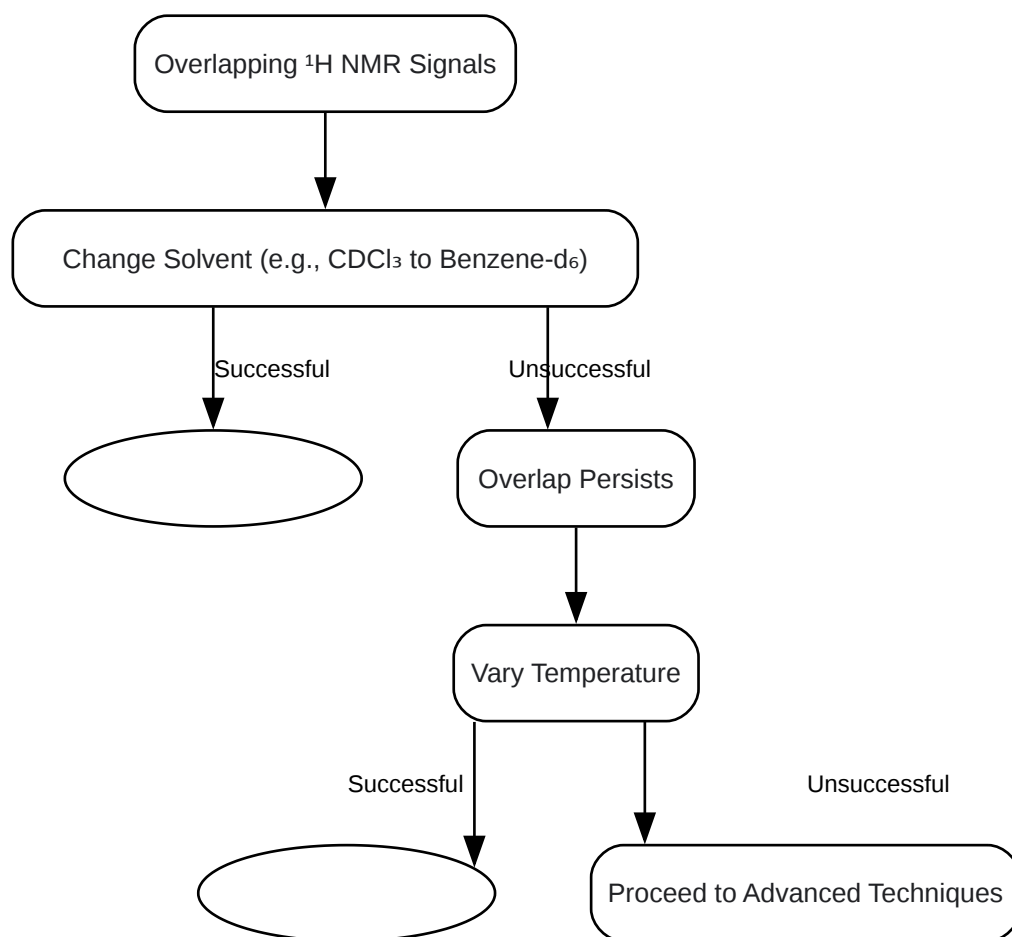 Overlapping ¹H NMR Signals
Change Solvent (e.g., CDCl₃ to Benzene-d₆)
Successful
Unsuccessful
Overlap Persists
Vary Temperature
Successful
Unsuccessful
Proceed to Advanced Techniques